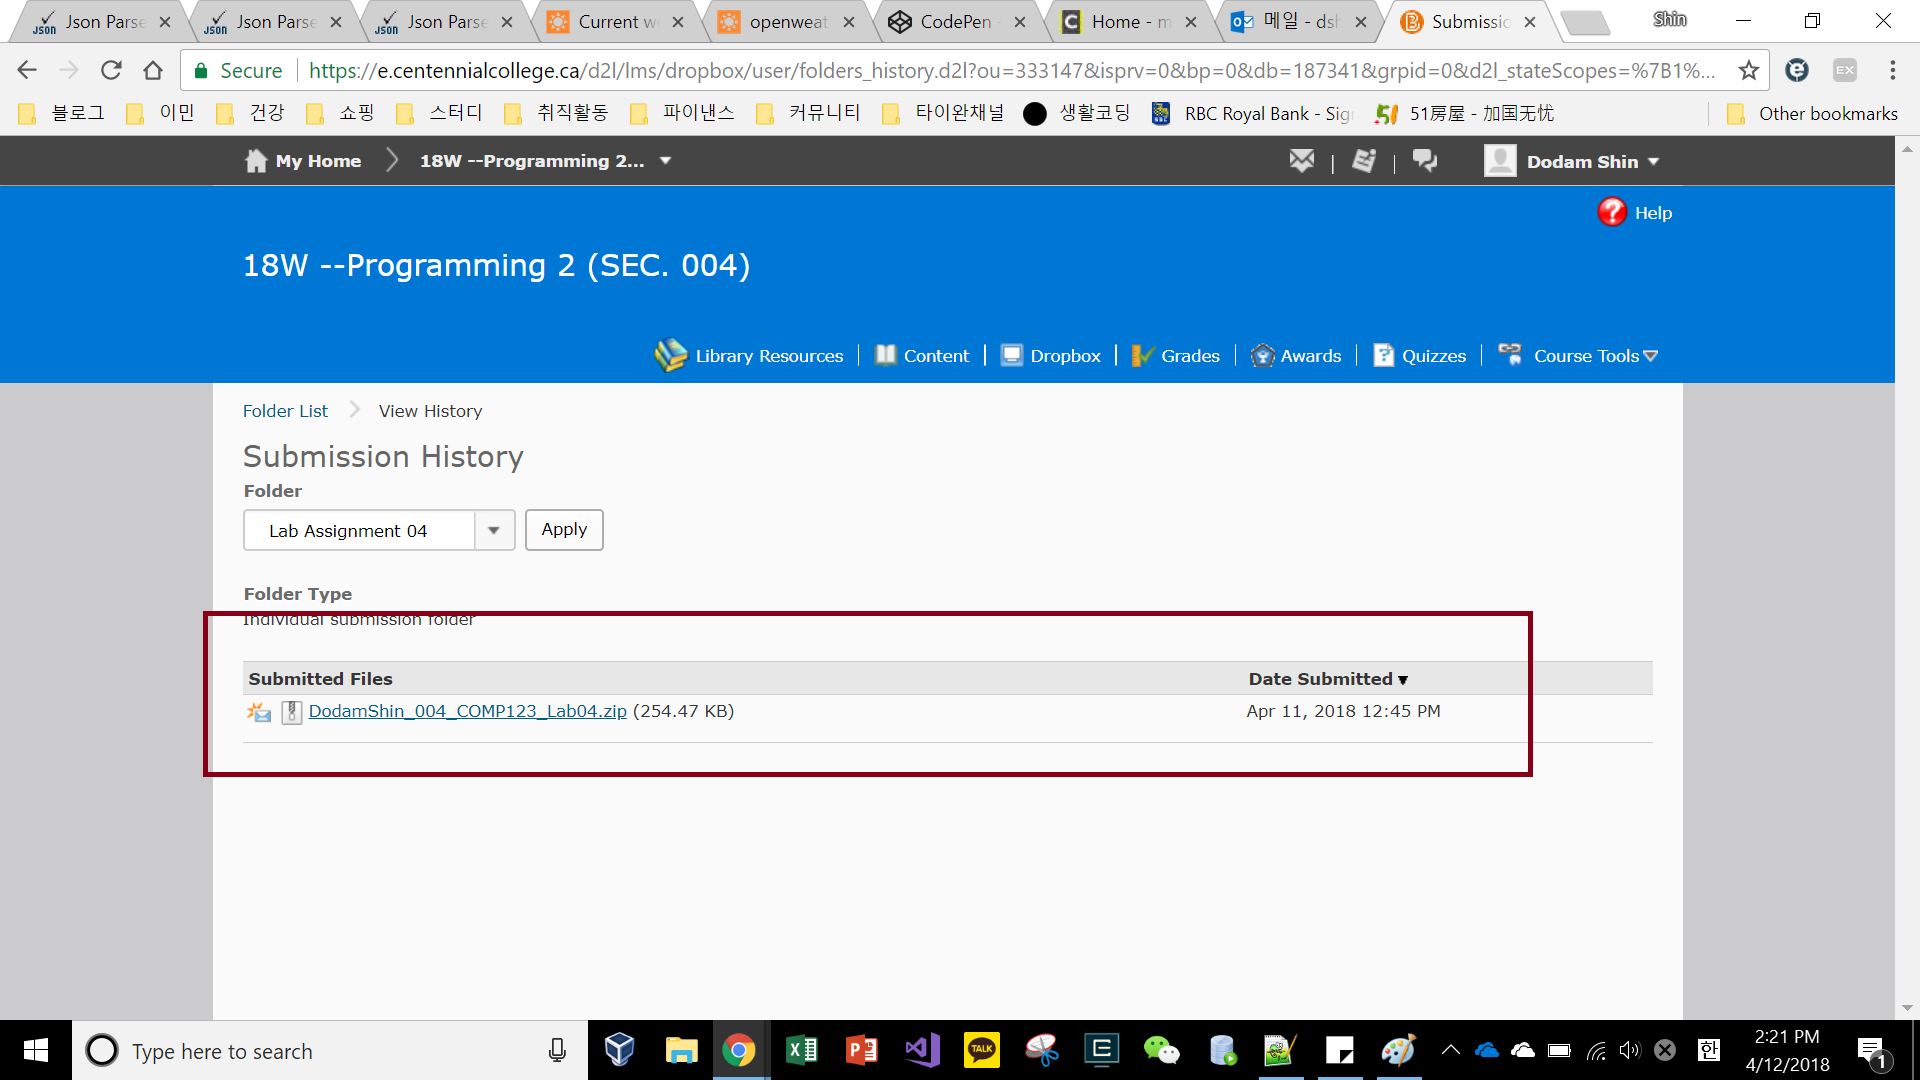 Json Parse
Json Parse
Json Parse
Current w
openweat
CodePen -
Home - m
메일 - dsh
Submissic
Shin
Secure
https://e.centennialcollege.ca/d2l/lms/dropbox/user/folders_history.d2l?ou=333147&isprv=0&bp=0&db=187341&grpid=0&d2l_stateScopes=%7B1%...
블로그 이민 건강 쇼핑 스터디 취직활동 파이낸스 커뮤니티 타이완채널 생활코딩 RBC Royal Bank - Sign 51房屋 - 加国无忧 Other bookmarks
My Home 18W --Programming 2... Dodam Shin
Help
18W --Programming 2 (SEC. 004)
Library Resources Content Dropbox Grades Awards Quizzes Course Tools
Folder List View History
Submission History
Folder
Lab Assignment 04 Apply
Folder Type
Individual submission folder
Submitted Files Date Submitted
DodamShin_004_COMP123_Lab04.zip (254.47 KB) Apr 11, 2018 12:45 PM
Type here to search
TALK
한
2:21 PM
4/12/2018
1